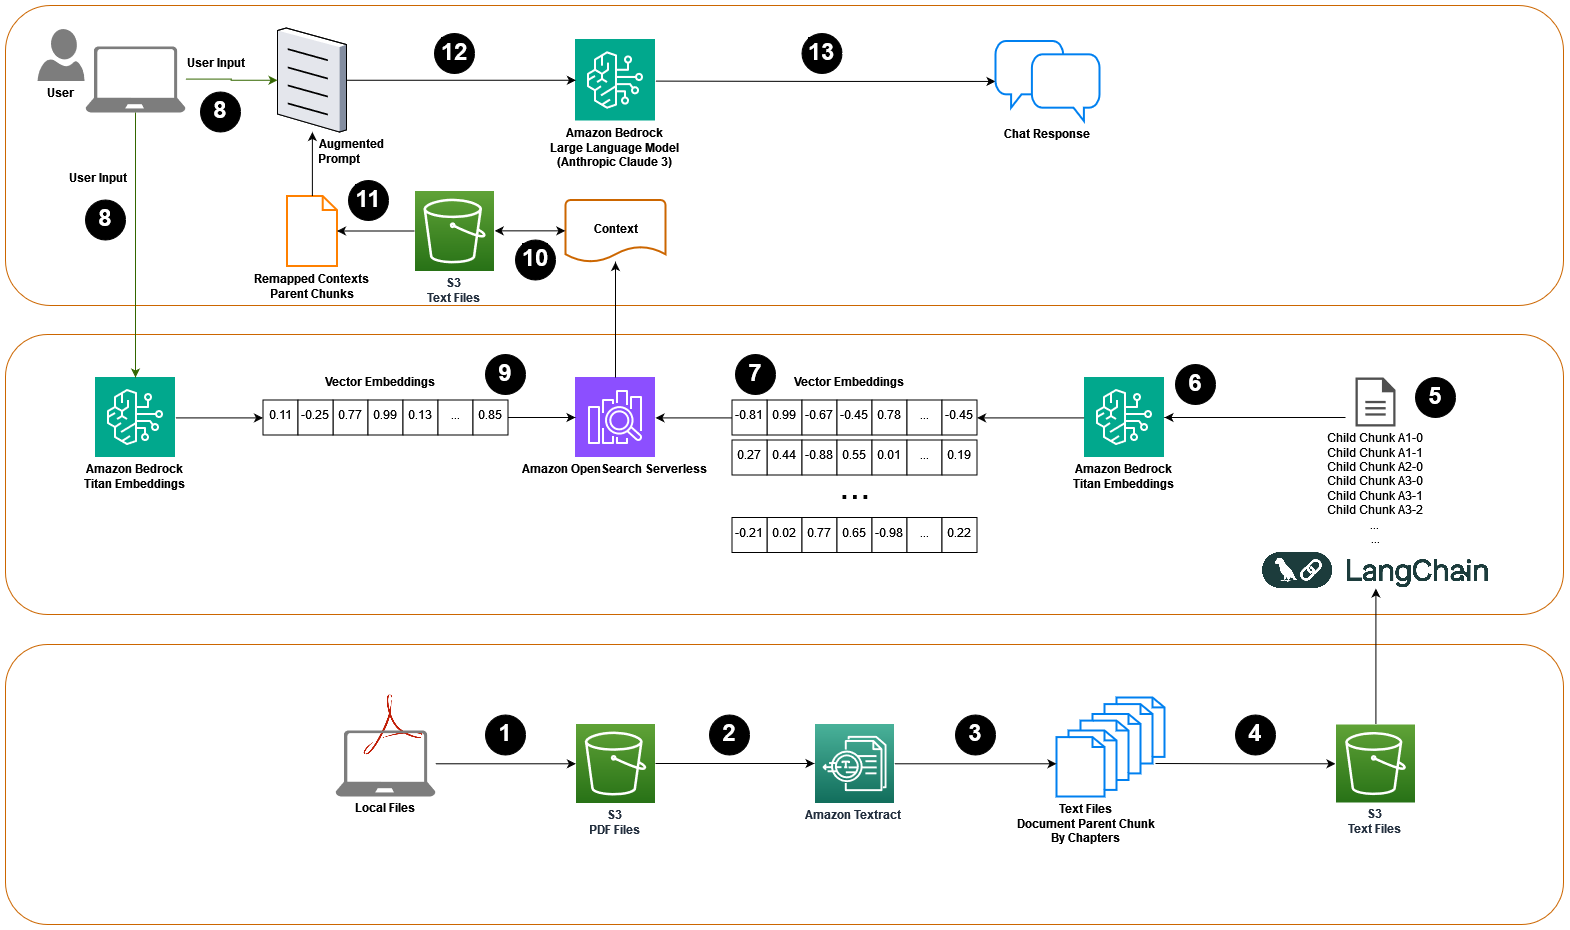 User
User Input
8
Augmented
Prompt
12
Amazon Bedrock
Large Language Model
(Anthropic Claude 3)
13
Chat Response
User Input
8
11
Remapped Contexts
Parent Chunks
S3
Text Files
10
Context
Amazon Bedrock
Titan Embeddings
Vector Embeddings
9
0.11 -0.25 0.77 0.99 0.13 ... 0.85
Amazon OpenSearch Serverless
7
Vector Embeddings
-0.81 0.99 -0.67 -0.45 0.78 ... -0.45
0.27 0.44 -0.88 0.55 0.01 ... 0.19
...
-0.21 0.02 0.77 0.65 -0.98 ... 0.22
6
Amazon Bedrock
Titan Embeddings
5
Child Chunk A1-0
Child Chunk A1-1
Child Chunk A2-0
Child Chunk A3-0
Child Chunk A3-1
Child Chunk A3-2
...
...
LangChain
Local Files
1
S3
PDF Files
2
Amazon Textract
3
Text Files
Document Parent Chunk
By Chapters
4
S3
Text Files